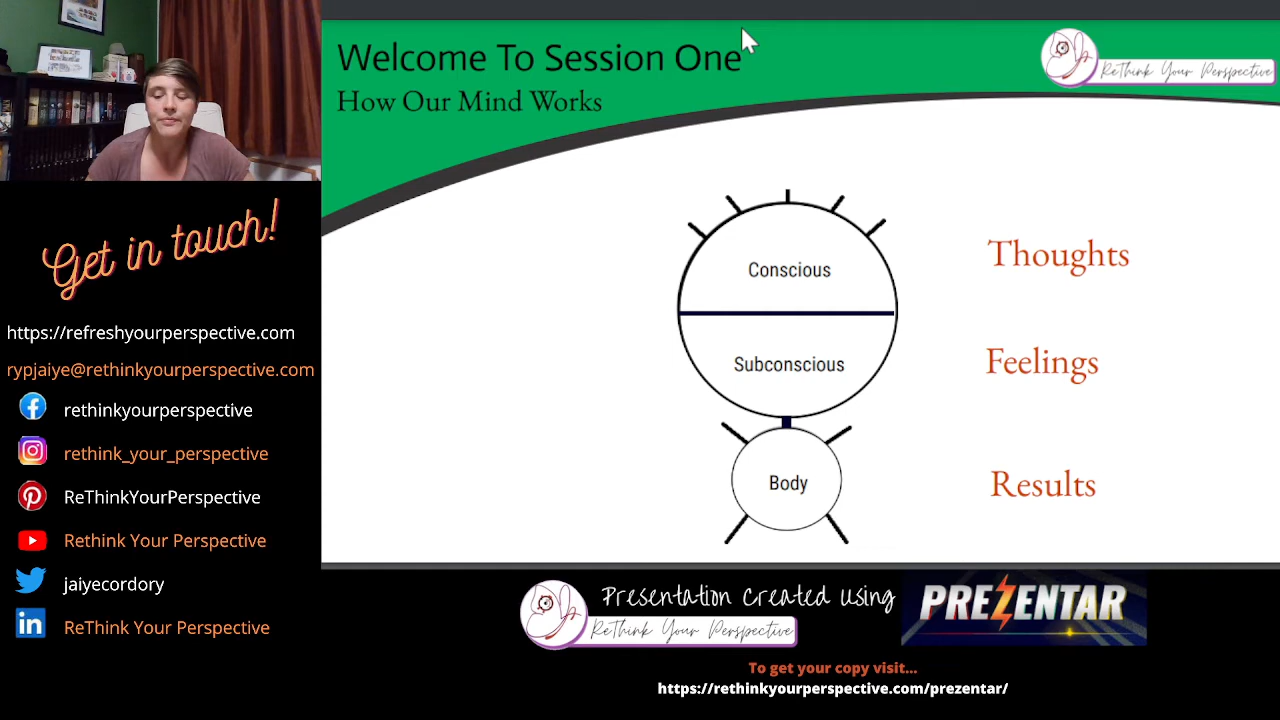 Welcome To Session One
How Our Mind Works
ReThink Your Perspective
Conscious
Thoughts
Subconscious
Feelings
Body
Results
Get in touch!
https://refreshyourperspective.com
rypjaiye@rethinkyourperspective.com
rethinkyourperspective
rethink_your_perspective
ReThinkYourPerspective
Rethink Your Perspective
jaiyecordory
in
ReThink Your Perspective
Presentation Created Using
PREZENTAR
ReThink Your Perspective
To get your copy visit...
https://rethinkyourperspective.com/prezentar/